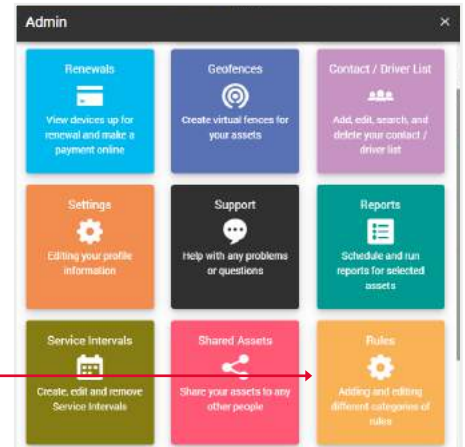 Admin ×
Renewals
View devices up for
renewal and make a
payment online
Geofences
Create virtual fences for
your assets
Contact / Driver List
Add, edit, search, and
delete your contact /
driver list
Settings
Editing your profile
information
Support
Help with any problems
or questions
Reports
Schedule and run
reports for selected
assets
Service Intervals
Create, edit and remove
Service Intervals
Shared Assets
Share your assets to any
other people
Rules
Adding and editing
different categories of
rules